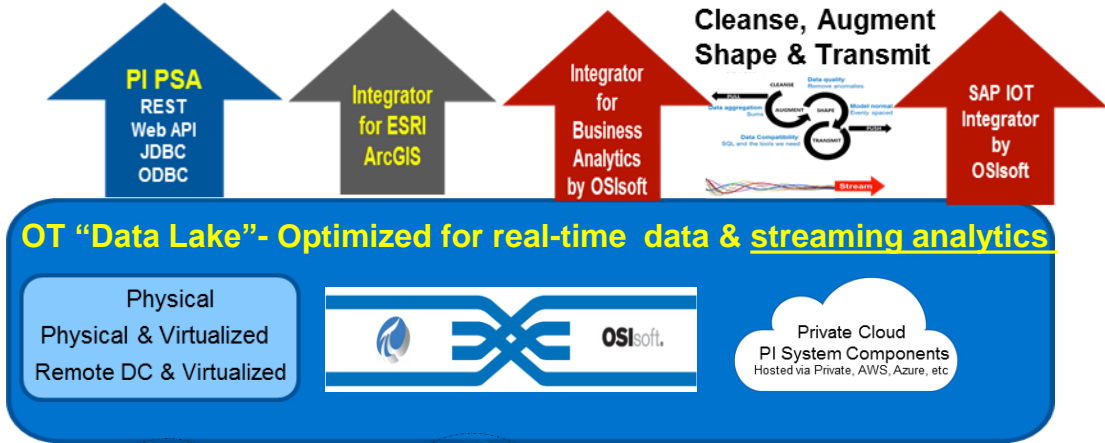 PI PSA
REST
Web API
JDBC
ODBC
Integrator
for ESRI
ArcGIS
Integrator
for
Business
Analytics
by OSIsoft
Cleanse, Augment
Shape & Transmit
Data quality:
Remove anomalies
CLEANSE
PULL
Data aggregation:
Sums
AUGMENT
SHAPE
Model normal:
Evenly spaced
PUSH
TRANSMIT
Data Compatibility:
SQL and the tools we need
Stream
SAP IOT
Integrator
by
OSIsoft
OT “Data Lake”- Optimized for real-time data & streaming analytics
Physical
Physical & Virtualized
Remote DC & Virtualized
OSIsoft.
Private Cloud
PI System Components
Hosted via Private, AWS, Azure, etc